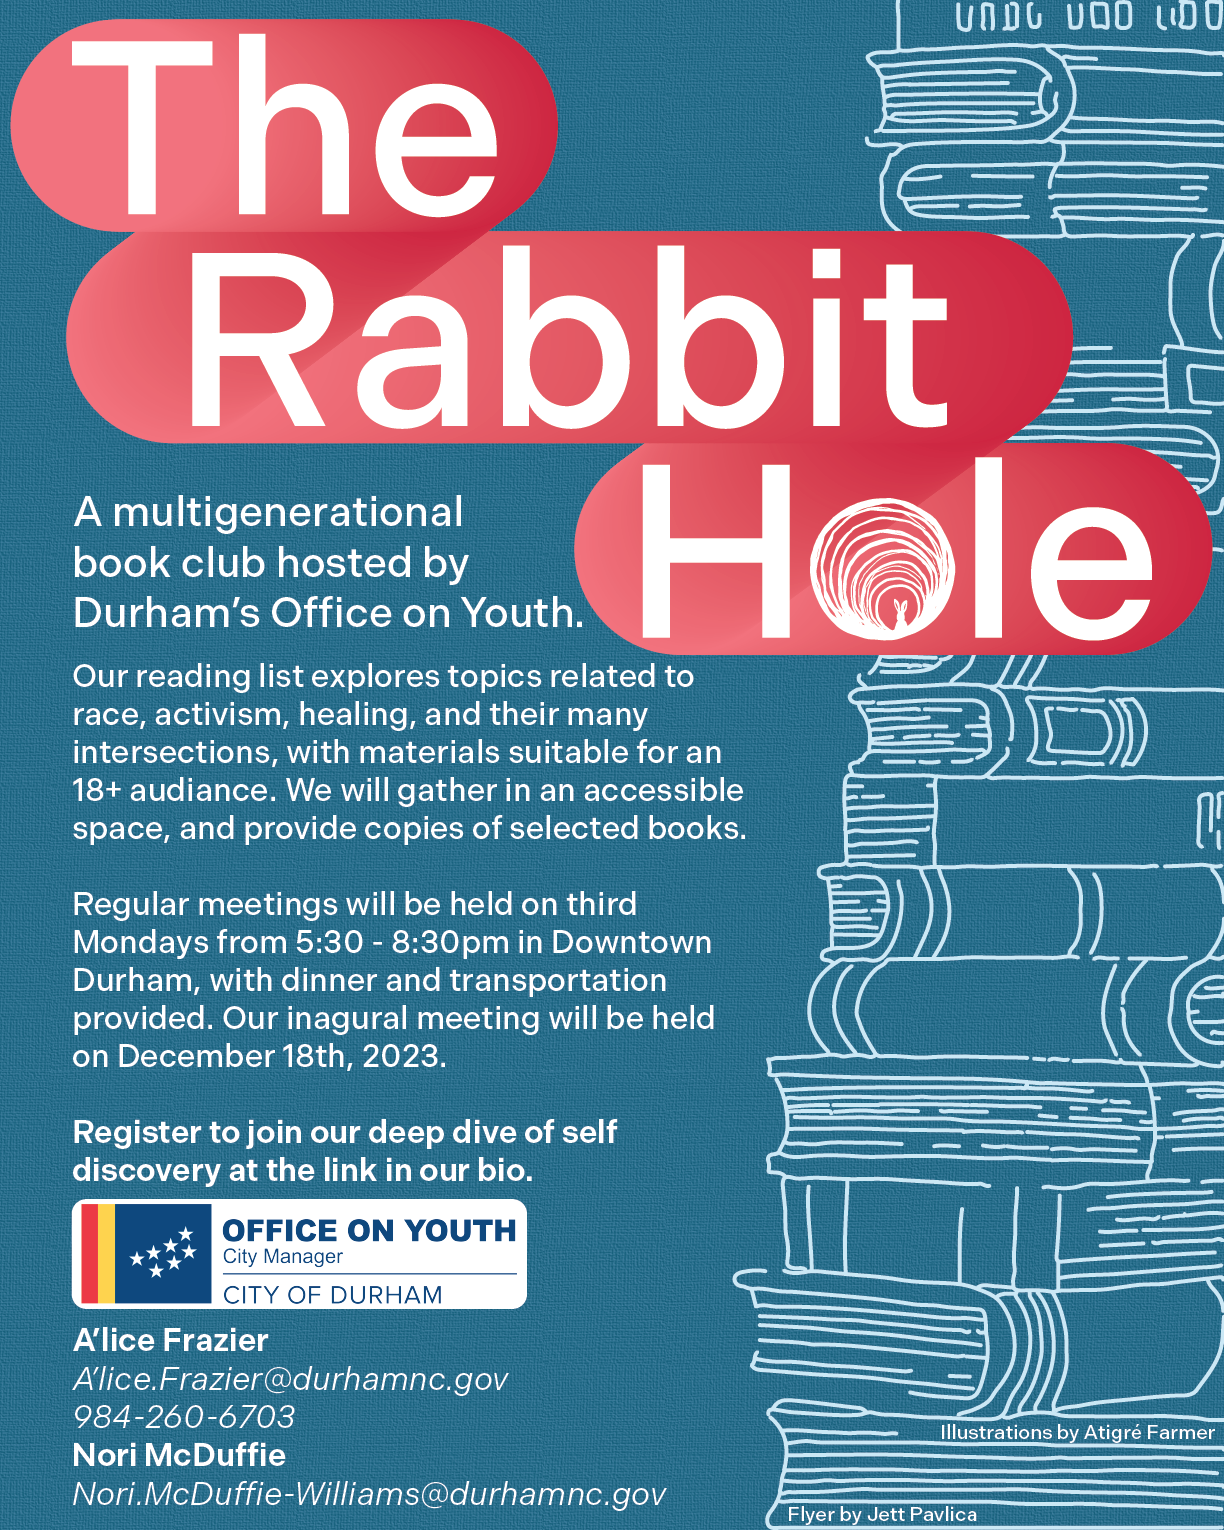 The
Rabbit
Hole
A multigenerational
book club hosted by
Durham's Office on Youth.
Our reading list explores topics related to
race, activism, healing, and their many
intersections, with materials suitable for an
18+ audiance. We will gather in an accessible
space, and provide copies of selected books.
Regular meetings will be held on third
Mondays from 5:30 - 8:30pm in Downtown
Durham, with dinner and transportation
provided. Our inagural meeting will be held
on December 18th, 2023.
Register to join our deep dive of self
discovery at the link in our bio.
OFFICE ON YOUTH
City Manager
CITY OF DURHAM
A'lice Frazier
A'lice.Frazier@durhamnc.gov
984-260-6703
Nori McDuffie
Nori.McDuffie-Williams@durhamnc.gov
Illustrations by Atigré Farmer
Flyer by Jett Pavlica